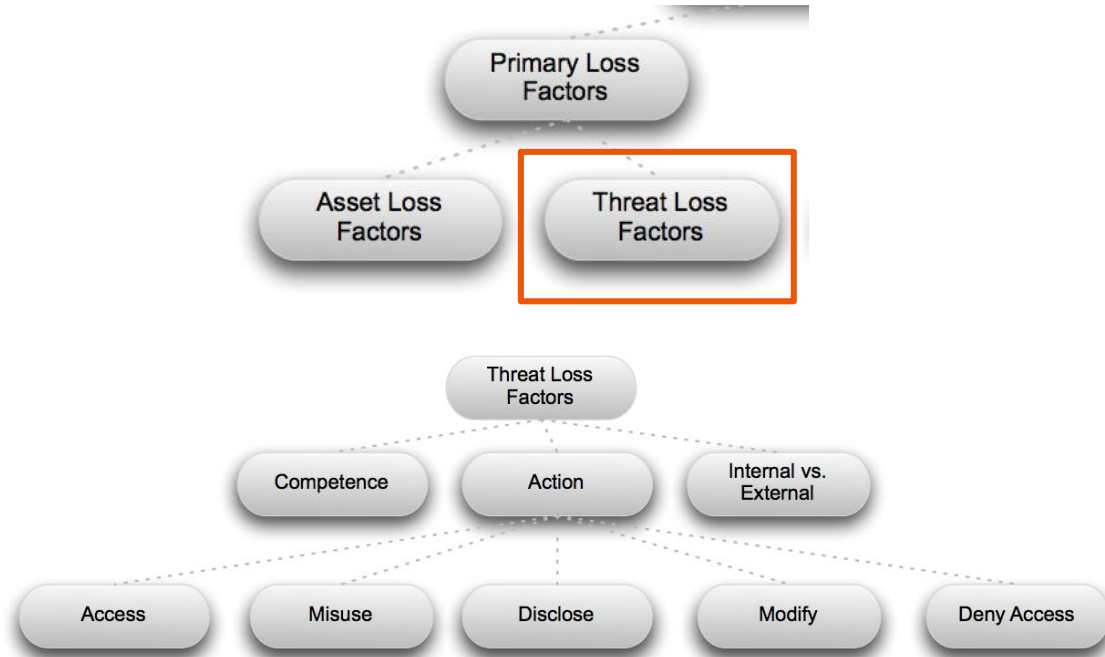 Primary Loss
Factors
Asset Loss
Factors
Threat Loss
Factors
Threat Loss
Factors
Competence
Action
Internal vs.
External
Access
Misuse
Disclose
Modify
Deny Access